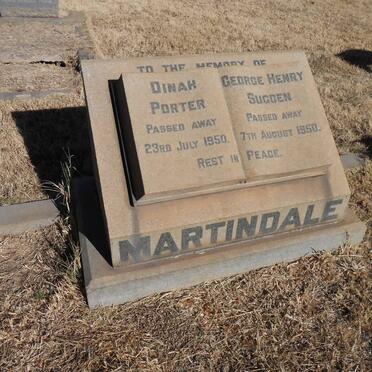 TO THE MEMORY OF
DINAH
PORTER
PASSED AWAY
23RD JULY 1950.
GEORGE HENRY
SUGDEN
PASSED AWAY
7TH AUGUST 1950.
REST IN PEACE.
MARTINDALE